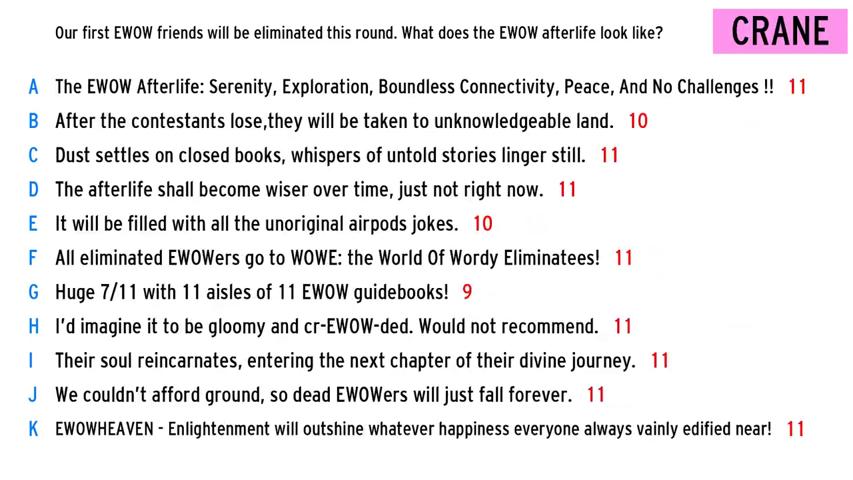 Our first EWOW friends will be eliminated this round. What does the EWOW afterlife look like?
CRANE
A The EWOW Afterlife: Serenity, Exploration, Boundless Connectivity, Peace, And No Challenges !! 11
B After the contestants lose,they will be taken to unknowledgeable land. 10
C Dust settles on closed books, whispers of untold stories linger still. 11
D The afterlife shall become wiser over time, just not right now. 11
E It will be filled with all the unoriginal airpods jokes. 10
F All eliminated EWOWers go to WOWE: the World Of Wordy Eliminatees! 11
G Huge 7/11 with 11 aisles of 11 EWOW guidebooks! 9
H I'd imagine it to be gloomy and cr-EWOW-ded. Would not recommend. 11
I Their soul reincarnates, entering the next chapter of their divine journey. 11
J We couldn't afford ground, so dead EWOWers will just fall forever. 11
K EWOWHEAVEN - Enlightenment will outshine whatever happiness everyone always vainly edified near! 11